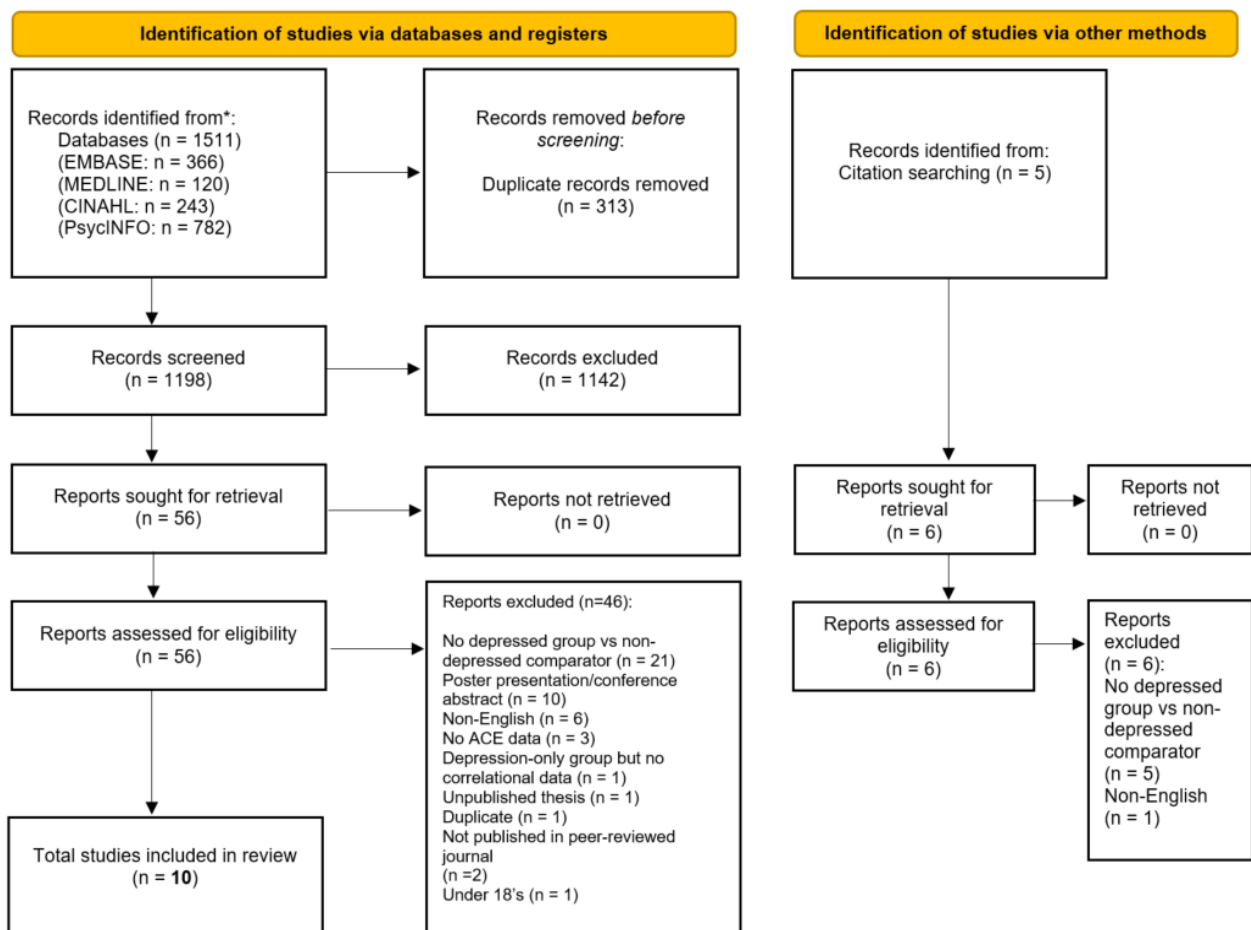 Identification of studies via databases and registers
Identification of studies via other methods
Records identified from*:
Databases (n = 1511)
(EMBASE: n = 366)
(MEDLINE: n = 120)
(CINAHL: n = 243)
(PsycINFO: n = 782)
Records removed before
screening:
Duplicate records removed
(n = 313)
Records identified from:
Citation searching (n = 5)
Records screened
(n = 1198)
Records excluded
(n = 1142)
Reports sought for retrieval
(n = 56)
Reports not retrieved
(n = 0)
Reports sought for
retrieval
(n = 6)
Reports not
retrieved
(n = 0)
Reports assessed for eligibility
(n = 56)
Reports excluded (n=46):
No depressed group vs non-
depressed comparator (n = 21)
Poster presentation/conference
abstract (n = 10)
Non-English (n = 6)
No ACE data (n = 3)
Depression-only group but no
correlational data (n = 1)
Unpublished thesis (n = 1)
Duplicate (n = 1)
Not published in peer-reviewed
journal
(n =2)
Under 18's (n = 1)
Reports assessed for
eligibility
(n = 6)
Reports
excluded
(n = 6):
No depressed
group vs non-
depressed
comparator
(n = 5)
Non-English
(n = 1)
Total studies included in review
(n = 10)